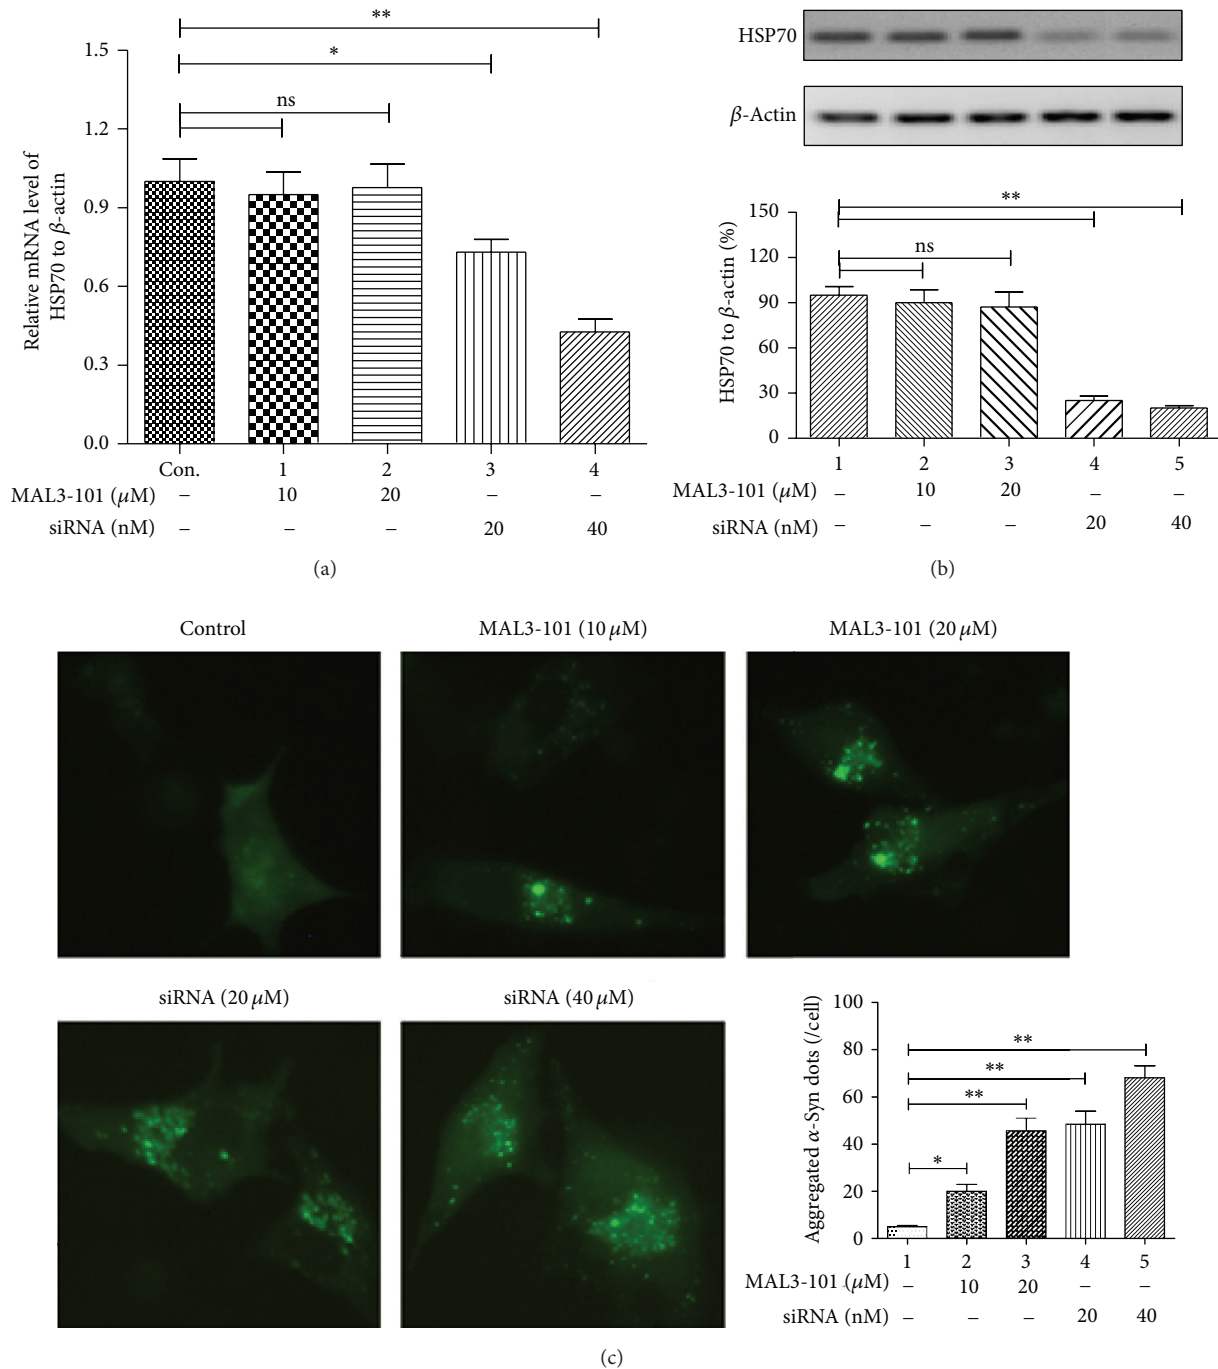 **
*
ns
1.5
1.2
0.9
0.6
0.3
0.0
Relative mRNA level of
HSP70 to β-actin
Con. 1 2 3 4
MAL3-101 (μM) – 10 20 – –
siRNA (nM) – – – 20 40
(a)
HSP70
β-Actin
**
ns
150
120
90
60
30
0
HSP70 to β-actin (%)
1 2 3 4 5
MAL3-101 (μM) – 10 20 – –
siRNA (nM) – – – 20 40
(b)
Control
MAL3-101 (10 μM)
MAL3-101 (20 μM)
siRNA (20 μM)
siRNA (40 μM)
100
80
60
40
20
0
Aggregated α-Syn dots (/cell)
**
**
**
*
1 2 3 4 5
MAL3-101 (μM) – 10 20 – –
siRNA (nM) – – – 20 40
(c)